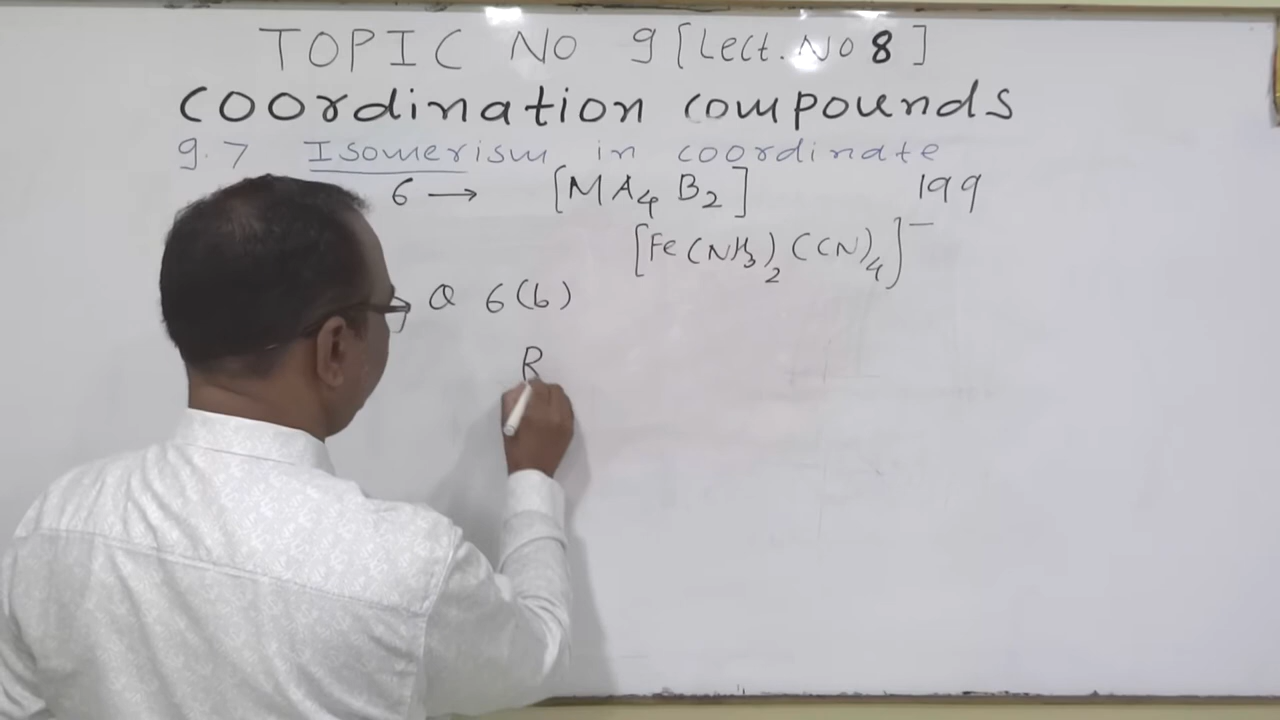 TOPIC NO 9 [Lect. NO 8]
Coordination compounds
9.7 Isomerism in coordinate
6 → [MA₄ B₂] 199
[Fe(NH₃)₂(CN)₄]⁻
Q 6(b)
R